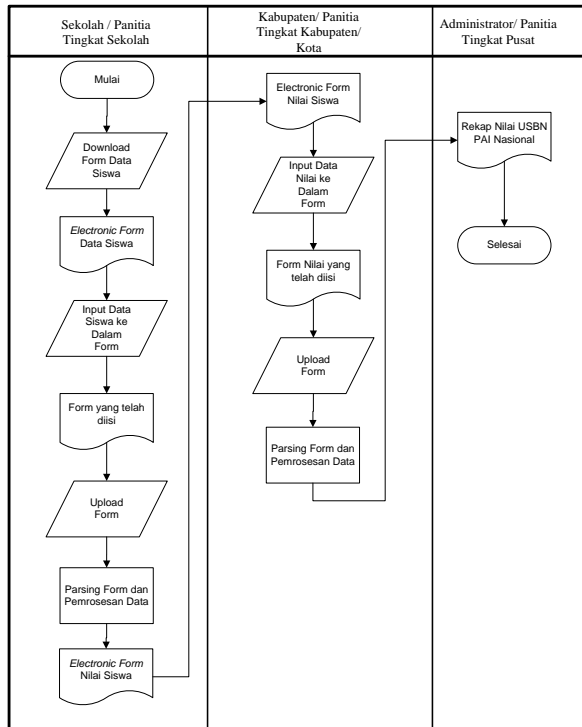 Sekolah / Panitia
Tingkat Sekolah
Kabupaten/ Panitia
Tingkat Kabupaten/
Kota
Administrator/ Panitia
Tingkat Pusat
Mulai
Download
Form Data
Siswa
Electronic Form
Data Siswa
Input Data
Siswa ke
Dalam
Form
Form yang telah
diisi
Upload
Form
Parsing Form dan
Pemrosesan Data
Electronic Form
Nilai Siswa
Electronic Form
Nilai Siswa
Input Data
Nilai ke
Dalam
Form
Form Nilai yang
telah diisi
Upload
Form
Parsing Form dan
Pemrosesan Data
Rekap Nilai USBN
PAI Nasional
Selesai